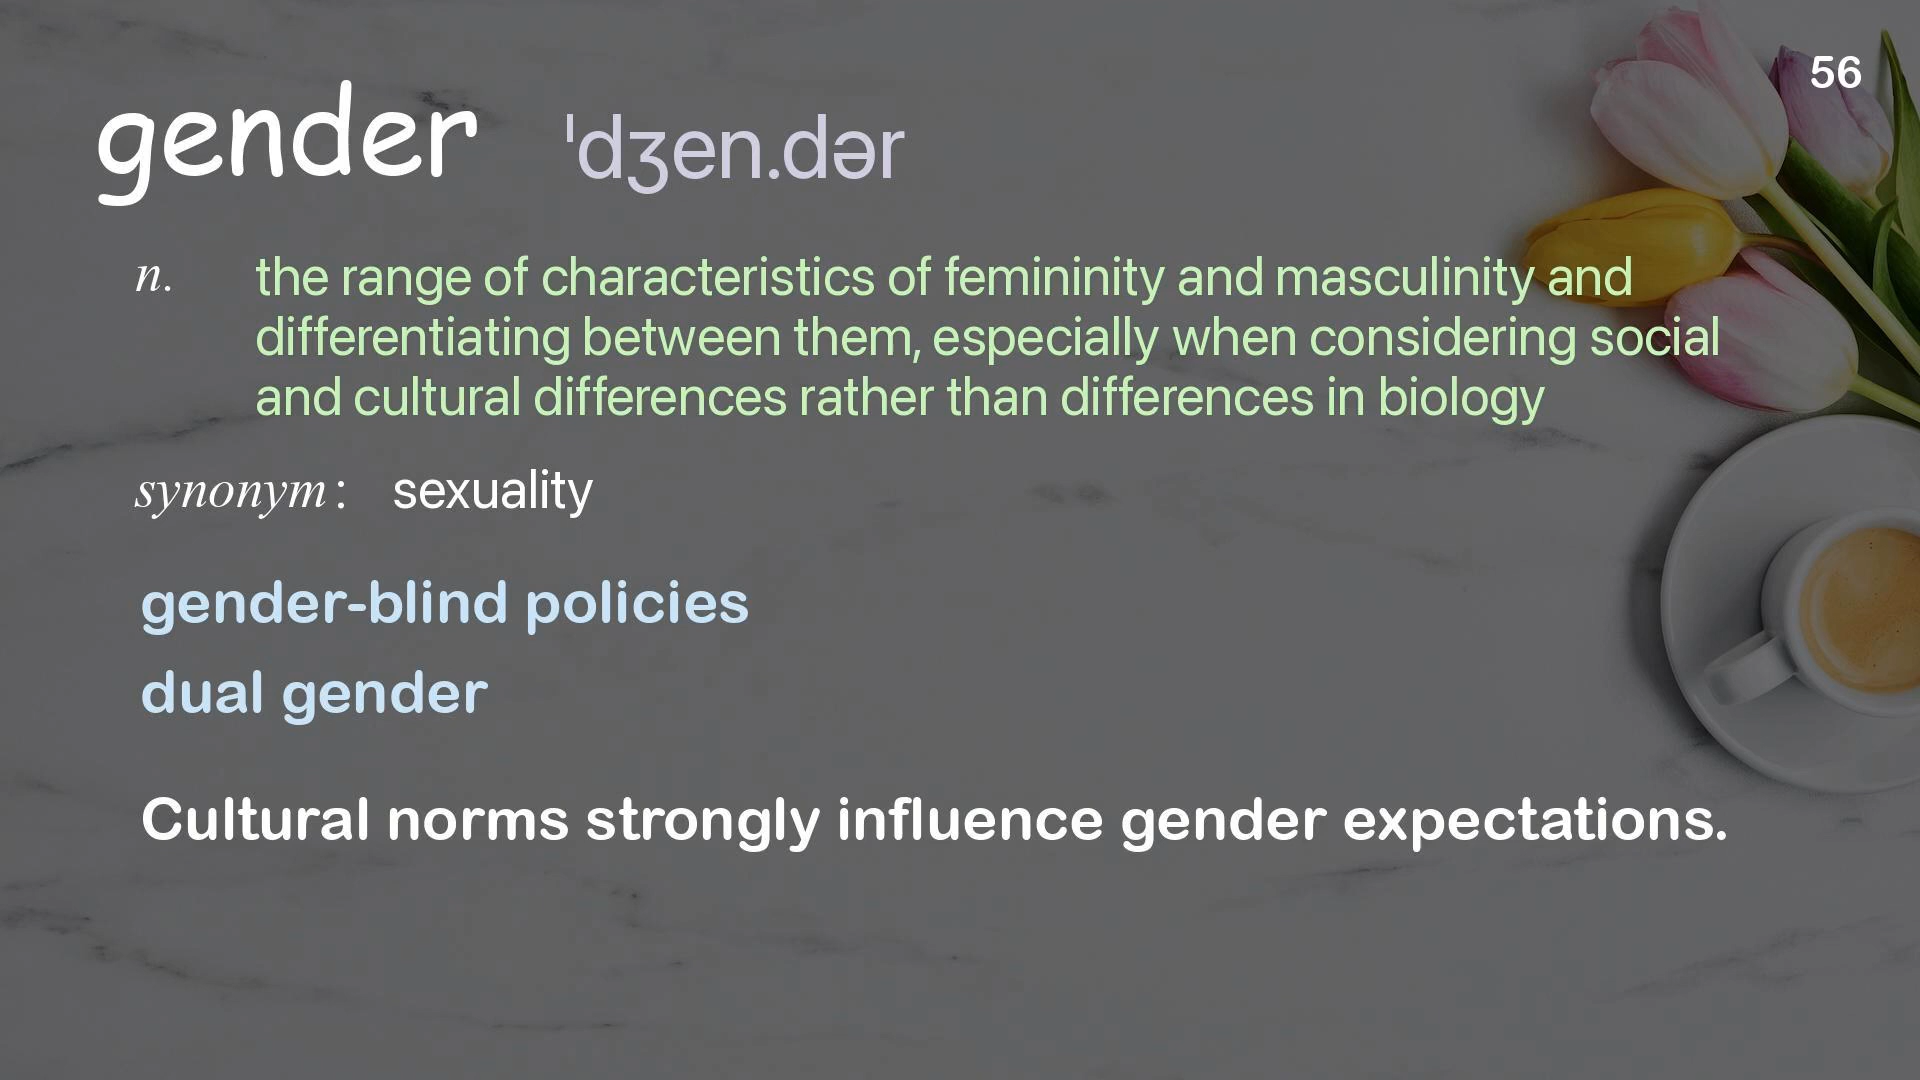 56
gender ˈdʒen.dər
n. the range of characteristics of femininity and masculinity and
differentiating between them, especially when considering social
and cultural differences rather than differences in biology
synonym : sexuality
gender-blind policies
dual gender
Cultural norms strongly influence gender expectations.